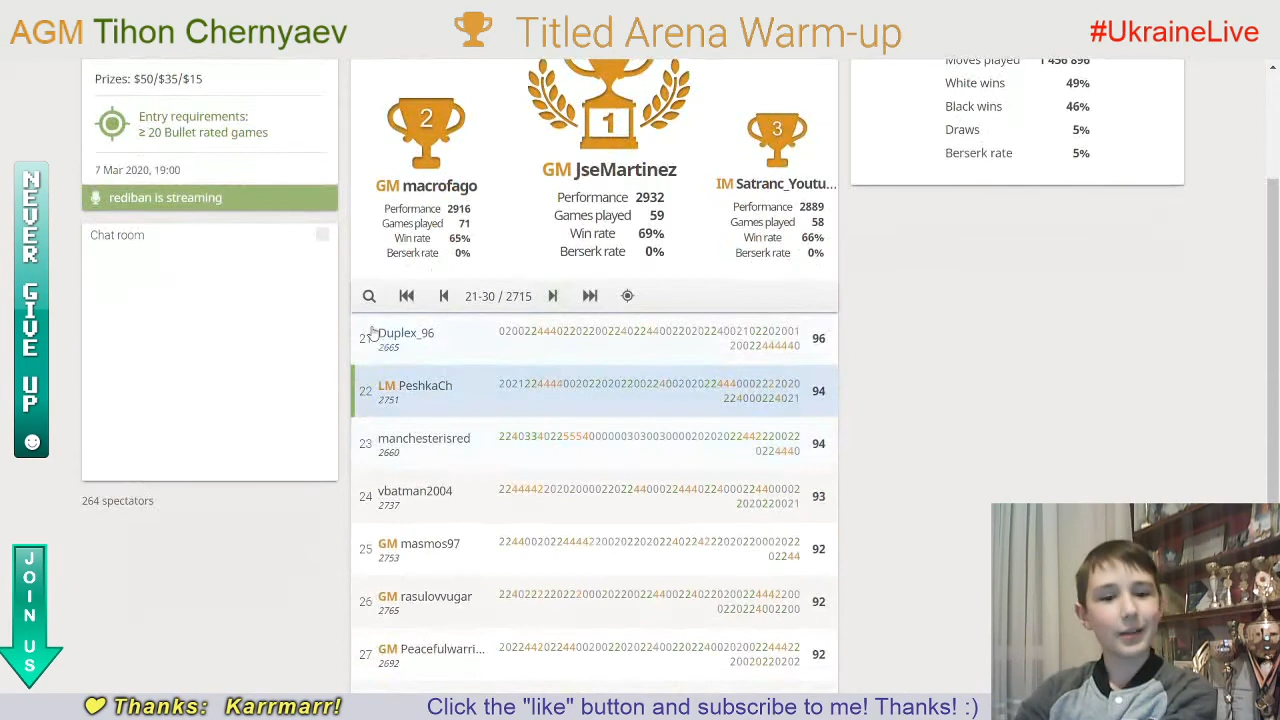 AGM Tihon Chernyaev
Titled Arena Warm-up
#UkraineLive
Prizes: $50/$35/$15
Entry requirements:
≥ 20 Bullet rated games
7 Mar 2020, 19:00
rediban is streaming
Chat room
264 spectators
NEVER GIVE UP
JOIN US
2
1
3
GM macrofago
Performance 2916
Games played 71
Win rate 65%
Berserk rate 0%
GM JseMartinez
Performance 2932
Games played 59
Win rate 69%
Berserk rate 0%
IM Satranc_Youtu...
Performance 2889
Games played 58
Win rate 66%
Berserk rate 0%
Moves played 1 456 896
White wins 49%
Black wins 46%
Draws 5%
Berserk rate 5%
21-30 / 2715
Duplex_96
2665
96
22 LM PeshkaCh
2751
94
23 manchesterisred
2660
0224440
94
24 vbatman2004
2737
2020220021
93
25 GM masmos97
2753
02244
92
26 GM rasulovvugar
2765
92
27 GM Peacefulwarri...
2692
92
Thanks: Karrmarr!
Click the "like" button and subscribe to me! Thanks! :)